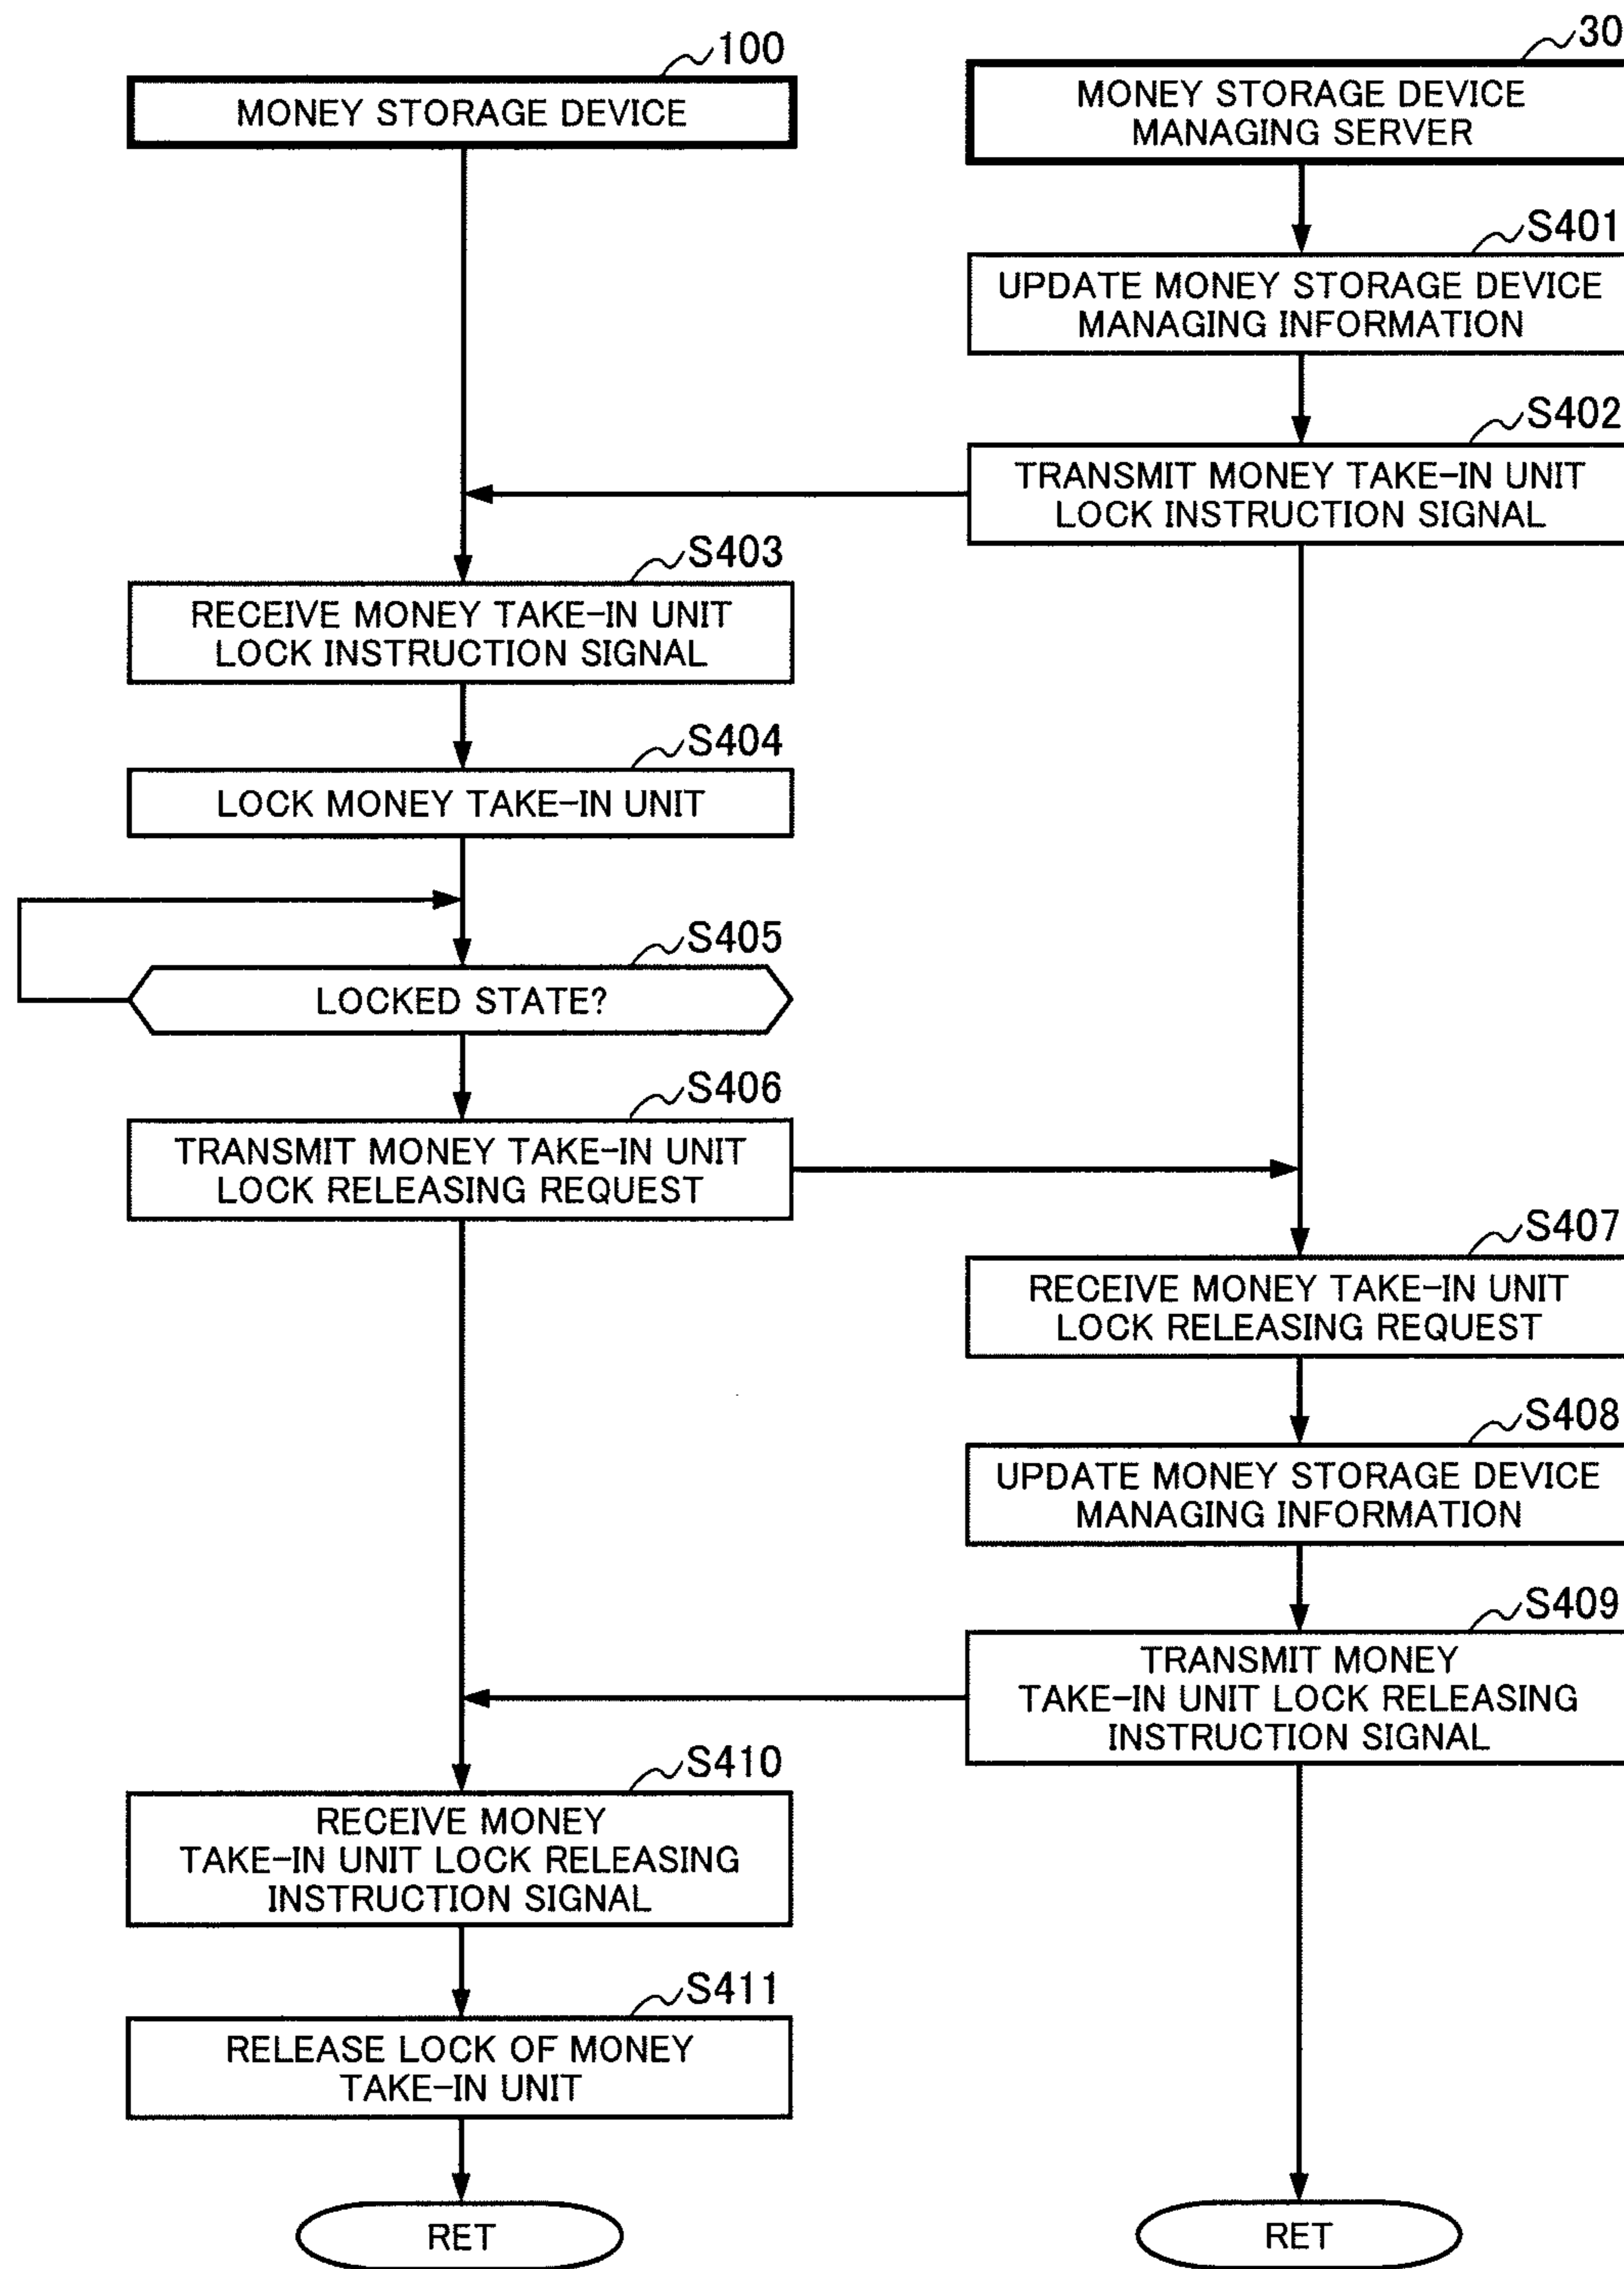 100
MONEY STORAGE DEVICE
30
MONEY STORAGE DEVICE
MANAGING SERVER
S401
UPDATE MONEY STORAGE DEVICE
MANAGING INFORMATION
S402
TRANSMIT MONEY TAKE-IN UNIT
LOCK INSTRUCTION SIGNAL
S403
RECEIVE MONEY TAKE-IN UNIT
LOCK INSTRUCTION SIGNAL
S404
LOCK MONEY TAKE-IN UNIT
S405
LOCKED STATE?
S406
TRANSMIT MONEY TAKE-IN UNIT
LOCK RELEASING REQUEST
S407
RECEIVE MONEY TAKE-IN UNIT
LOCK RELEASING REQUEST
S408
UPDATE MONEY STORAGE DEVICE
MANAGING INFORMATION
S409
TRANSMIT MONEY
TAKE-IN UNIT LOCK RELEASING
INSTRUCTION SIGNAL
S410
RECEIVE MONEY
TAKE-IN UNIT LOCK RELEASING
INSTRUCTION SIGNAL
S411
RELEASE LOCK OF MONEY
TAKE-IN UNIT
RET
RET